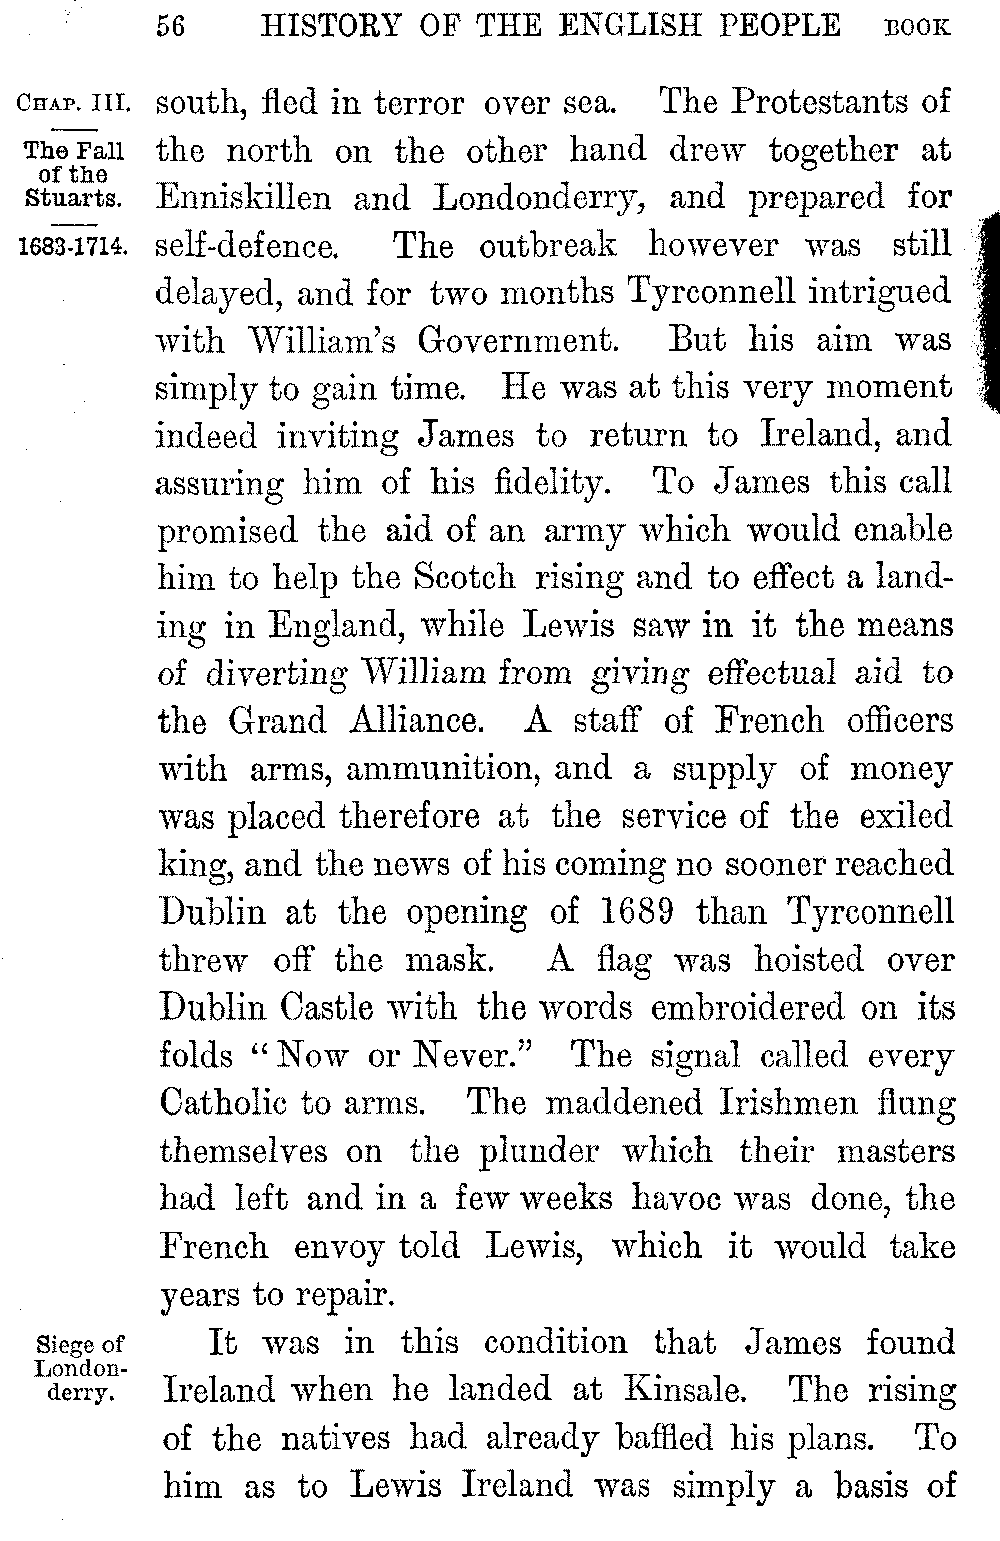 56 HISTORY OF THE ENGLISH PEOPLE BOOK
CHAP. III.
The Fall
of the
Stuarts.
1683-1714.
south, fled in terror over sea. The Protestants of
the north on the other hand drew together at
Enniskillen and Londonderry, and prepared for
self-defence. The outbreak however was still
delayed, and for two months Tyrconnell intrigued
with William's Government. But his aim was
simply to gain time. He was at this very moment
indeed inviting James to return to Ireland, and
assuring him of his fidelity. To James this call
promised the aid of an army which would enable
him to help the Scotch rising and to effect a land-
ing in England, while Lewis saw in it the means
of diverting William from giving effectual aid to
the Grand Alliance. A staff of French officers
with arms, ammunition, and a supply of money
was placed therefore at the service of the exiled
king, and the news of his coming no sooner reached
Dublin at the opening of 1689 than Tyrconnell
threw off the mask. A flag was hoisted over
Dublin Castle with the words embroidered on its
folds "Now or Never." The signal called every
Catholic to arms. The maddened Irishmen flung
themselves on the plunder which their masters
had left and in a few weeks havoc was done, the
French envoy told Lewis, which it would take
years to repair.
Siege of
London-
derry.
It was in this condition that James found
Ireland when he landed at Kinsale. The rising
of the natives had already baffled his plans. To
him as to Lewis Ireland was simply a basis of